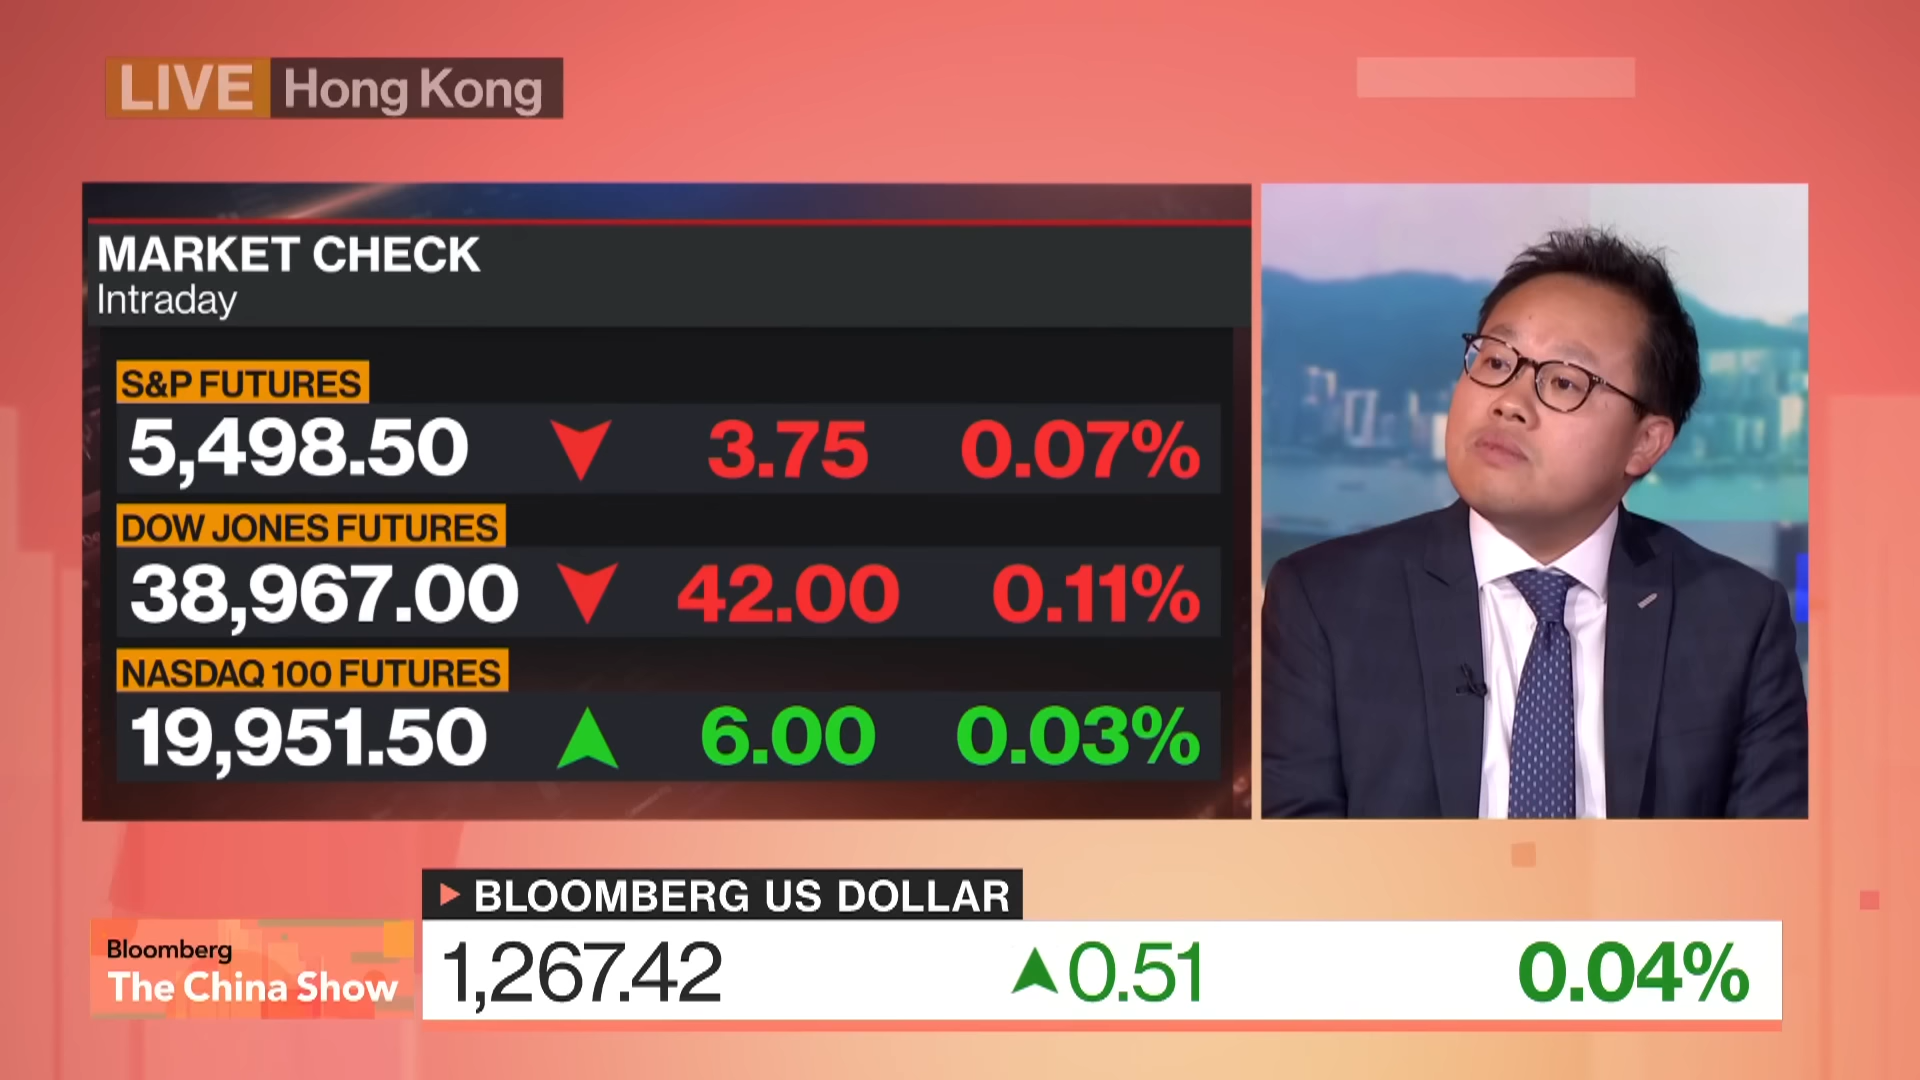 LIVE Hong Kong
MARKET CHECK
Intraday
S&P FUTURES
5,498.50 ▼ 3.75 0.07%
DOW JONES FUTURES
38,967.00 ▼ 42.00 0.11%
NASDAQ 100 FUTURES
19,951.50 ▲ 6.00 0.03%
BLOOMBERG US DOLLAR
1,267.42 ▲0.51 0.04%
Bloomberg
The China Show